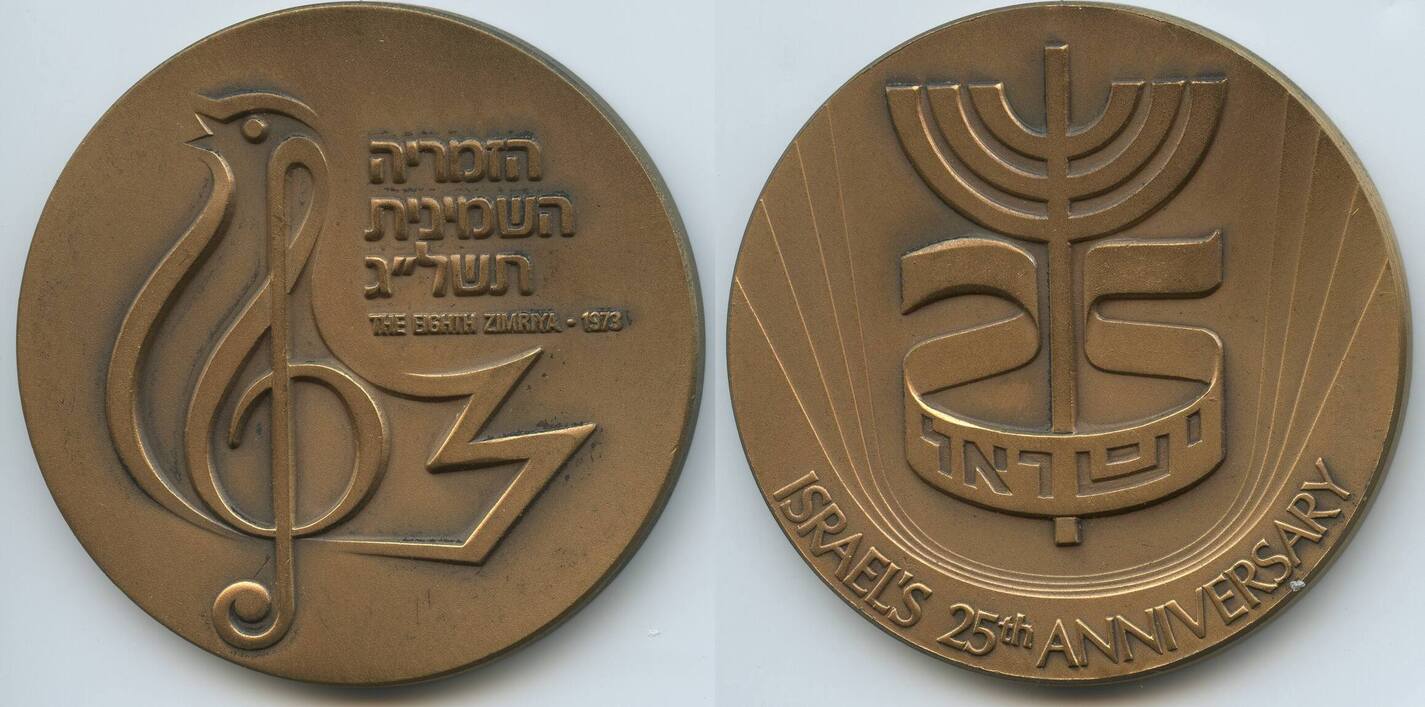 הזמריה
השמינית
תשל״ג
THE EIGHTH ZIMRIYA - 1973
25
ישראל
ISRAEL'S 25th ANNIVERSARY